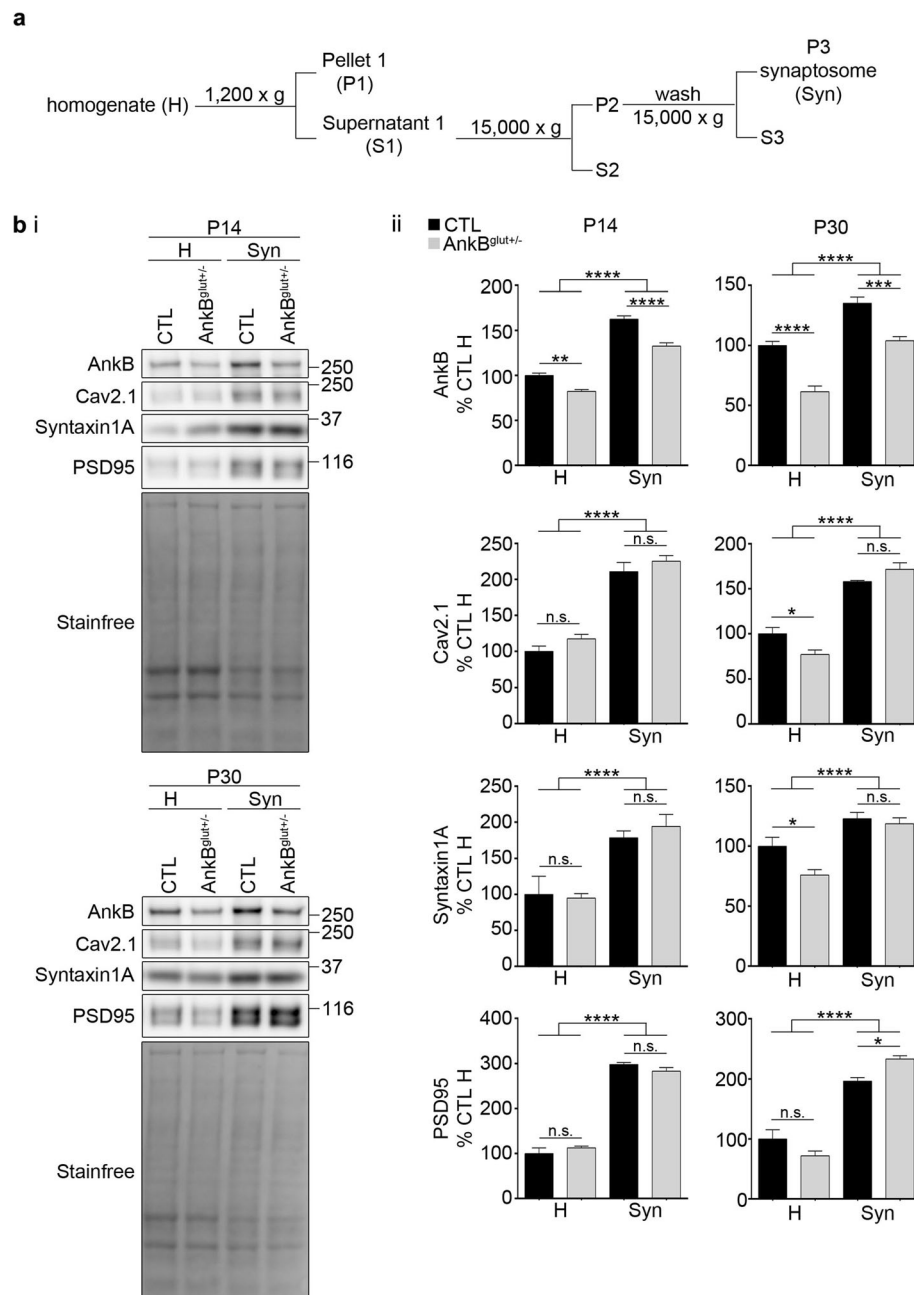 a
homogenate (H)
1,200 x g
Pellet 1
(P1)
Supernatant 1
(S1)
15,000 x g
P2
S2
wash
15,000 x g
P3
synaptosome
(Syn)
S3
b i
P14
H Syn
CTL AnkBglut+/- CTL AnkBglut+/-
AnkB 250
Cav2.1 250
Syntaxin1A 37
PSD95 116
Stainfree
P30
H Syn
CTL AnkBglut+/- CTL AnkBglut+/-
AnkB 250
Cav2.1 250
Syntaxin1A 37
PSD95 116
Stainfree
ii
CTL
AnkBglut+/-
P14
P30
AnkB
% CTL H
200
150
100
50
0
**
****
****
H Syn
100
50
0
****
****
***
H Syn
Cav2.1
% CTL H
250
200
150
100
50
0
n.s.
****
n.s.
H Syn
200
150
100
50
0
*
****
n.s.
H Syn
Syntaxin1A
% CTL H
200
150
100
50
0
n.s.
****
n.s.
H Syn
150
100
50
0
*
****
n.s.
H Syn
PSD95
% CTL H
400
300
200
100
0
n.s.
****
n.s.
H Syn
300
200
100
0
n.s.
****
*
H Syn